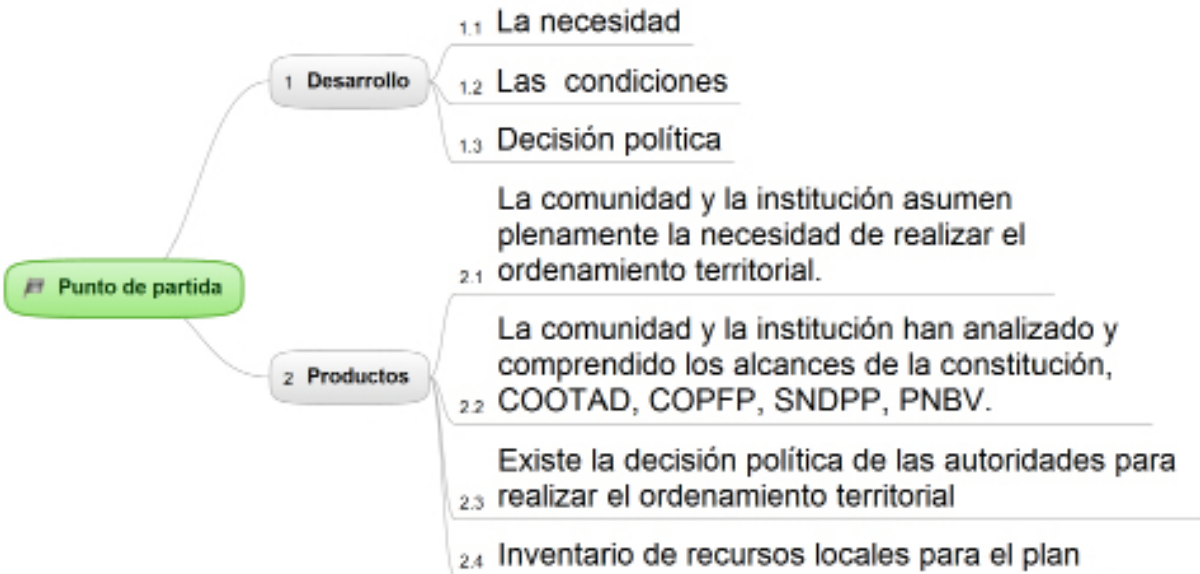 Punto de partida
1 Desarrollo
1.1 La necesidad
1.2 Las condiciones
1.3 Decisión política
2 Productos
La comunidad y la institución asumen
plenamente la necesidad de realizar el
2.1 ordenamiento territorial.
La comunidad y la institución han analizado y
comprendido los alcances de la constitución,
2.2 COOTAD, COPFP, SNDPP, PNBV.
Existe la decisión política de las autoridades para
2.3 realizar el ordenamiento territorial
2.4 Inventario de recursos locales para el plan